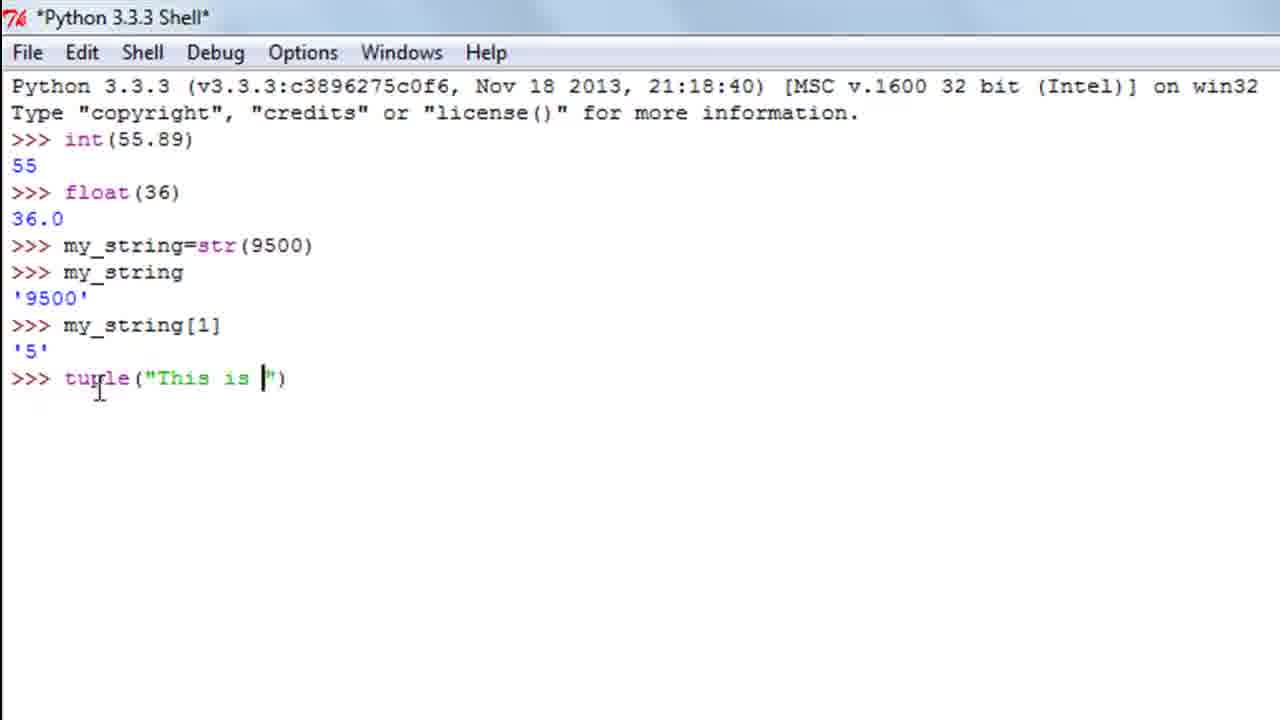 *Python 3.3.3 Shell*
File Edit Shell Debug Options Windows Help
Python 3.3.3 (v3.3.3:c3896275c0f6, Nov 18 2013, 21:18:40) [MSC v.1600 32 bit (Intel)] on win32
Type "copyright", "credits" or "license()" for more information.
>>> int(55.89)
55
>>> float(36)
36.0
>>> my_string=str(9500)
>>> my_string
'9500'
>>> my_string[1]
'5'
>>> tuple("This is ")